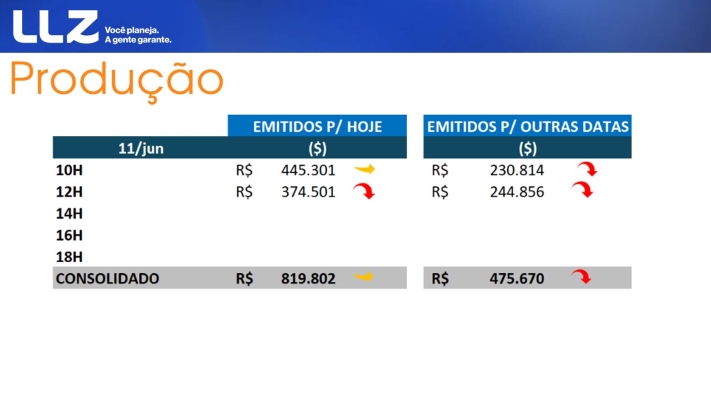 LLZ Você planeja.
A gente garante.
Produção
EMITIDOS P/ HOJE EMITIDOS P/ OUTRAS DATAS
11/jun ($) ($)
10H R$ 445.301 R$ 230.814
12H R$ 374.501 R$ 244.856
14H
16H
18H
CONSOLIDADO R$ 819.802 R$ 475.670